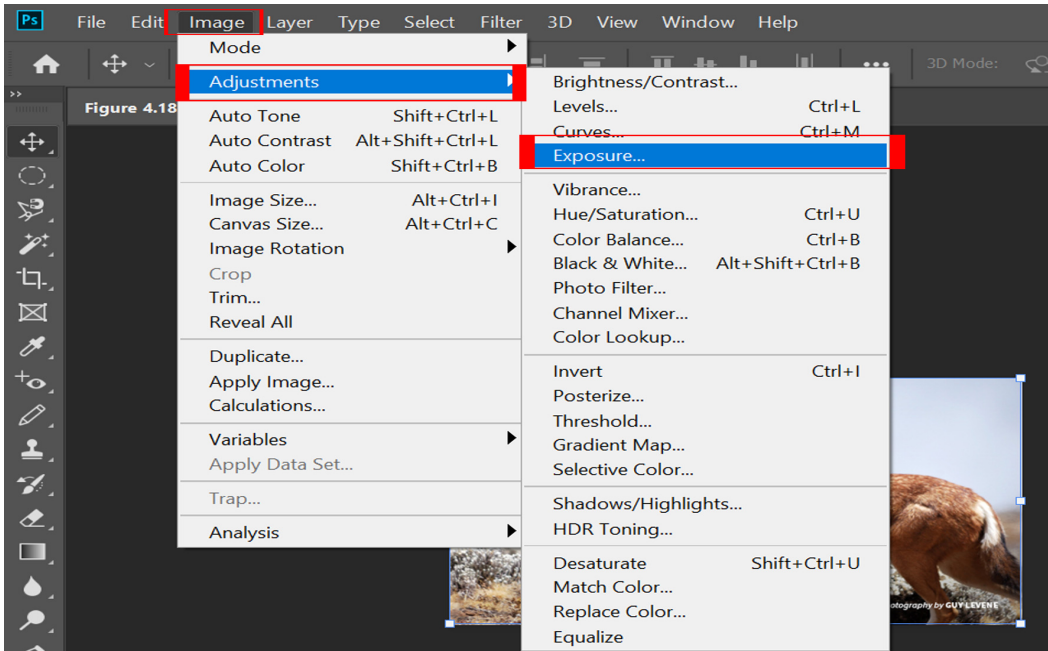 Ps File Edit Image Layer Type Select Filter 3D View Window Help
3D Mode:
Figure 4.18
Mode
Adjustments
Auto Tone Shift+Ctrl+L
Auto Contrast Alt+Shift+Ctrl+L
Auto Color Shift+Ctrl+B
Image Size... Alt+Ctrl+I
Canvas Size... Alt+Ctrl+C
Image Rotation
Crop
Trim...
Reveal All
Duplicate...
Apply Image...
Calculations...
Variables
Apply Data Set...
Trap...
Analysis
Brightness/Contrast...
Levels... Ctrl+L
Curves... Ctrl+M
Exposure...
Vibrance...
Hue/Saturation... Ctrl+U
Color Balance... Ctrl+B
Black & White... Alt+Shift+Ctrl+B
Photo Filter...
Channel Mixer...
Color Lookup...
Invert Ctrl+I
Posterize...
Threshold...
Gradient Map...
Selective Color...
Shadows/Highlights...
HDR Toning...
Desaturate Shift+Ctrl+U
Match Color...
Replace Color...
Equalize
otography by GUY LEVENE